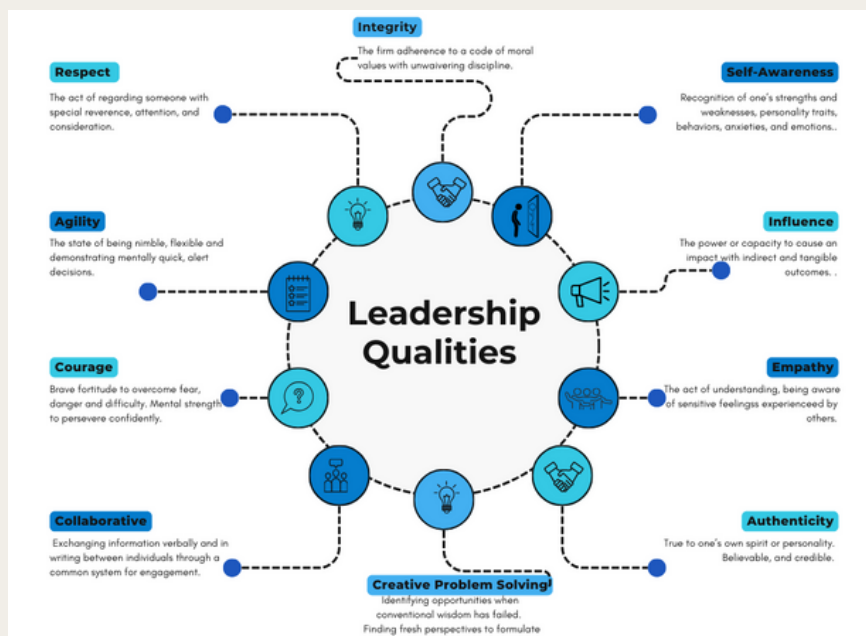 Integrity
The firm adherence to a code of moral
values with unwaivering discipline.
Respect
The act of regarding someone with
special reverence, attention, and
consideration.
Self-Awareness
Recognition of one's strengths and
weaknesses, personality traits,
behaviors, anxieties, and emotions..
Agility
The state of being nimble, flexible and
demonstrating mentally quick, alert
decisions.
Influence
The power or capacity to cause an
impact with indirect and tangible
outcomes. .
Leadership
Qualities
Courage
Brave fortitude to overcome fear,
danger and difficulty. Mental strength
to persevere confidently.
?
Empathy
The act of understanding, being aware
of sensitive feelingss experienceed by
others.
Collaborative
Exchanging information verbally and in
writing between individuals through a
common system for engagement.
Authenticity
True to one's own spirit or personality.
Believable, and credible.
Creative Problem Solving
Identifying opportunities when
conventional wisdom has failed.
Finding fresh perspectives to formulate